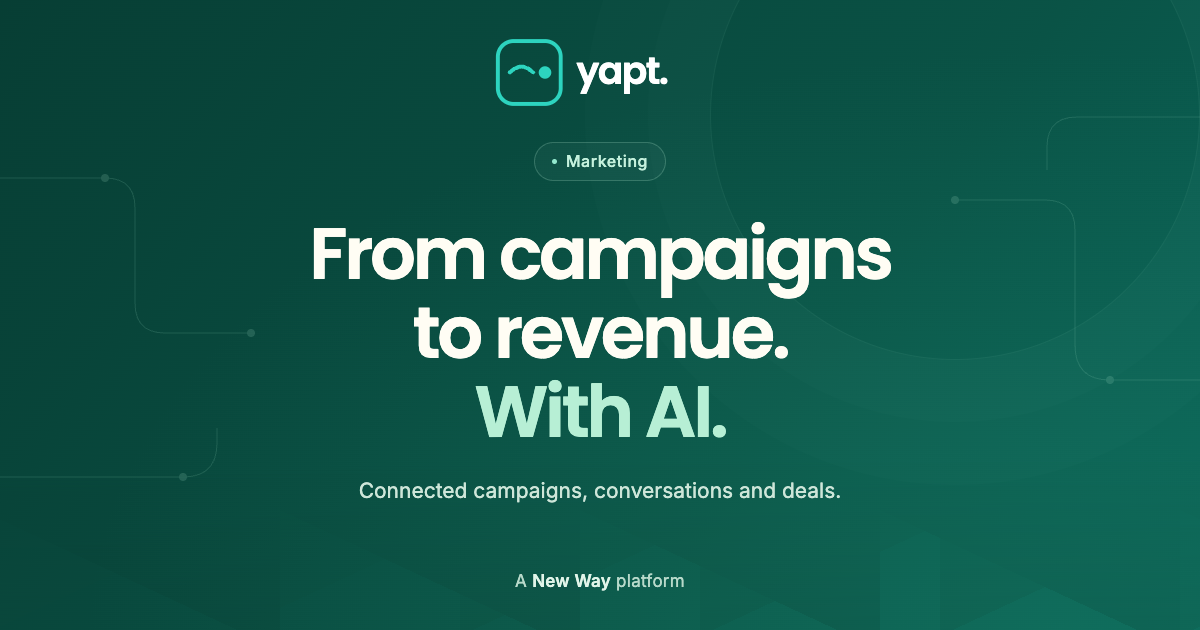 yapt.
• Marketing
From campaigns
to revenue.
With AI.
Connected campaigns, conversations and deals.
A New Way platform